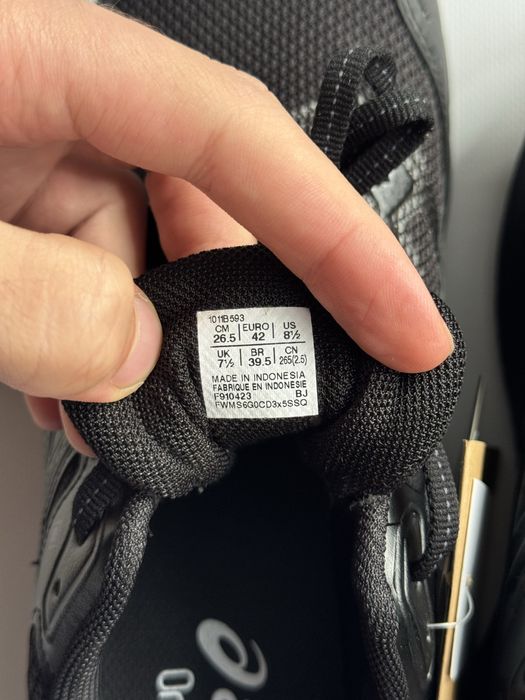 1011B593
CM EURO US
26.5 42 8½
UK BR CN
7½ 39.5 265(2.5)
MADE IN INDONESIA
FABRIQUE EN INDONESIE
F910423 BJ
FWMS6G0CD3x5SSQ
Or